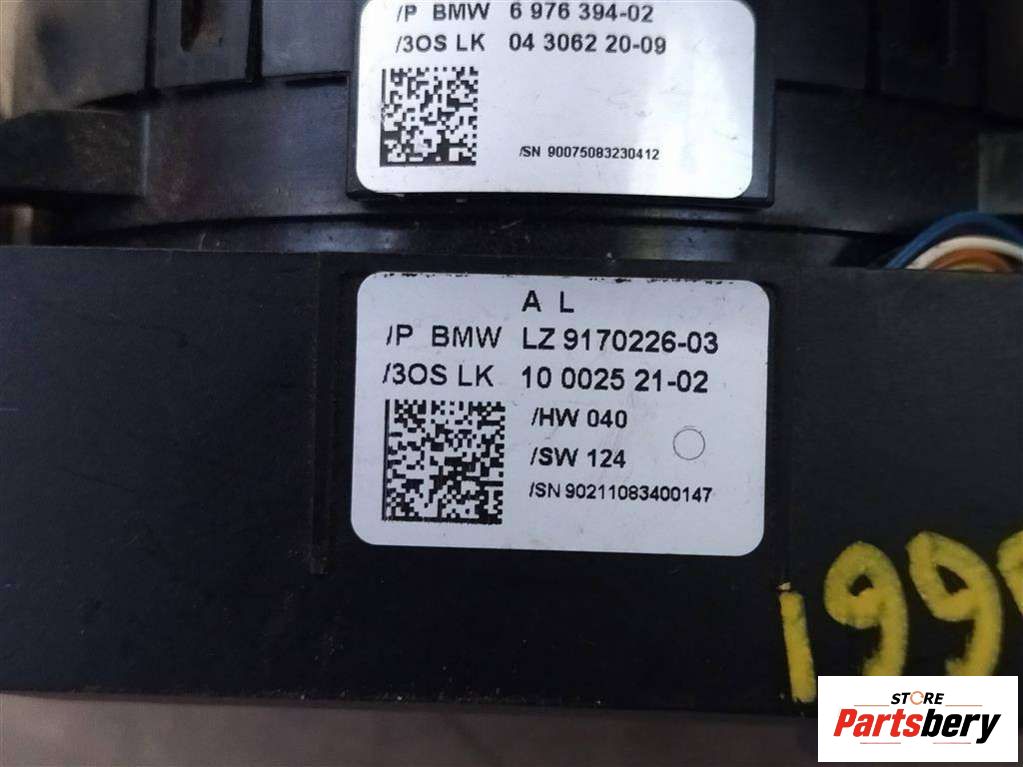 /P BMW 6 976 394-02
/3OS LK 04 3062 20-09
/SN 90075083230412
A L
/P BMW LZ 9170226-03
/3OS LK 10 0025 21-02
/HW 040
/SW 124
/SN 90211083400147
STORE
Partsbery